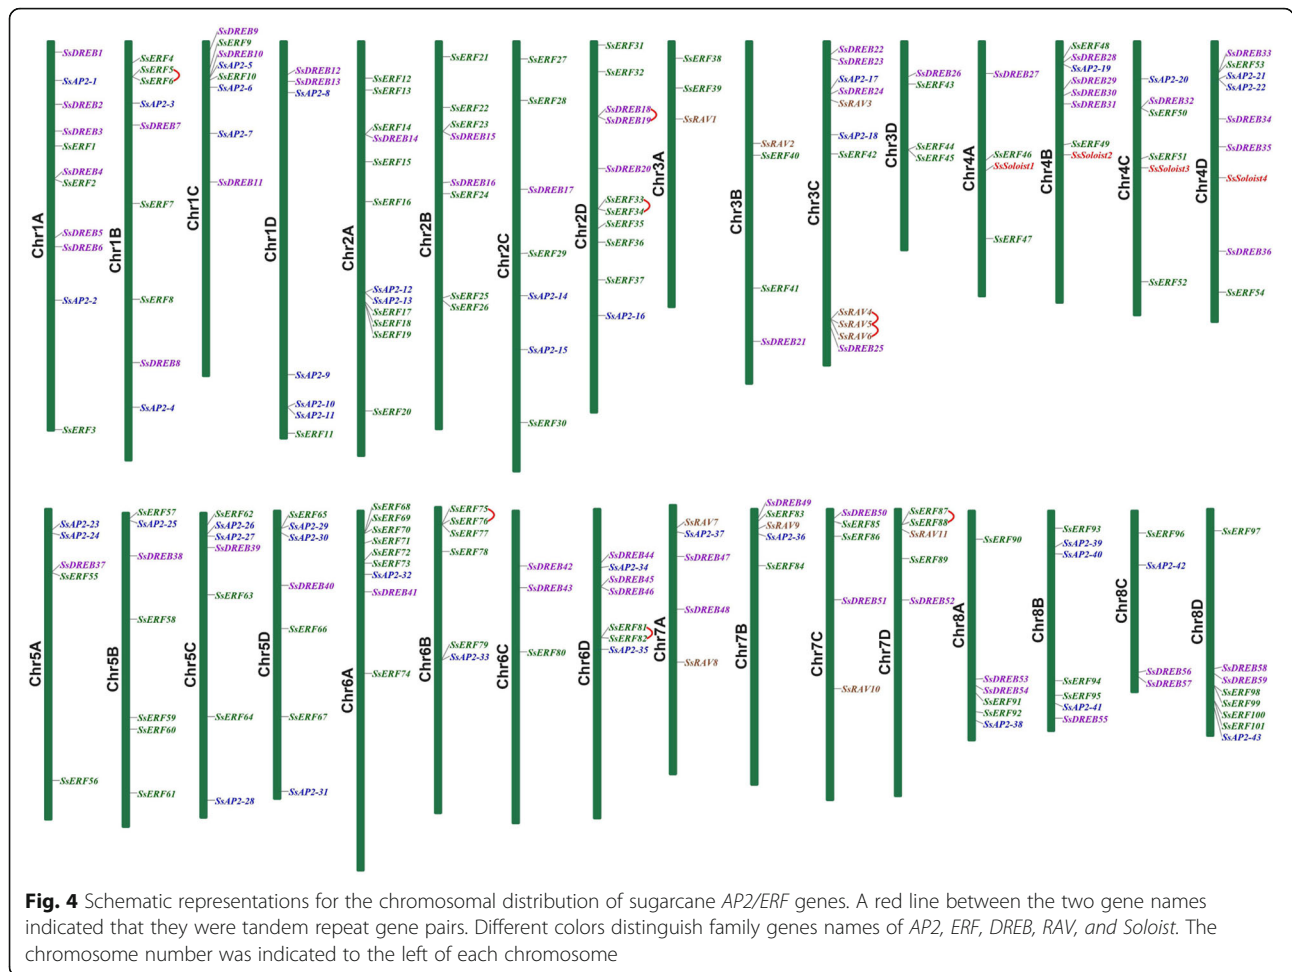 SsDREB1
SsAP2-1
SsDREB2
SsDREB3
SsERF1
SsDREB4
SsERF2
SsDREB5
SsDREB6
SsAP2-2
SsERF3
Chr1A
SsERF4
SsERF5
SsERF6
SsAP2-3
SsDREB7
SsERF7
SsERF8
SsDREB8
SsAP2-4
Chr1B
SsDREB9
SsERF9
SsDREB10
SsAP2-5
SsERF10
SsAP2-6
SsAP2-7
SsDREB11
Chr1C
SsDREB12
SsDREB13
SsAP2-8
SsAP2-9
SsAP2-10
SsAP2-11
SsERF11
Chr1D
SsERF12
SsERF13
SsERF14
SsDREB14
SsERF15
SsERF16
SsAP2-12
SsAP2-13
SsERF17
SsERF18
SsERF19
SsERF20
Chr2A
SsERF21
SsERF22
SsERF23
SsDREB15
SsDREB16
SsERF24
SsERF25
SsERF26
Chr2B
SsERF27
SsERF28
SsDREB17
SsERF29
SsAP2-14
SsAP2-15
SsERF30
Chr2C
SsERF31
SsERF32
SsDREB18
SsDREB19
SsDREB20
SsERF33
SsERF34
SsERF35
SsERF36
SsERF37
SsAP2-16
Chr2D
SsERF38
SsERF39
SsRAV1
Chr3A
SsRAV2
SsERF40
SsERF41
SsDREB21
Chr3B
SsDREB22
SsDREB23
SsAP2-17
SsDREB24
SsRAV3
SsAP2-18
SsERF42
SsRAV4
SsRAV5
SsRAV6
SsDREB25
Chr3C
SsDREB26
SsERF43
SsERF44
SsERF45
Chr3D
SsDREB27
SsERF46
SsSoloist1
SsERF47
Chr4A
SsERF48
SsDREB28
SsAP2-19
SsDREB29
SsDREB30
SsDREB31
SsERF49
SsSoloist2
Chr4B
SsAP2-20
SsDREB32
SsERF50
SsERF51
SsSoloist3
SsERF52
Chr4C
SsDREB33
SsERF53
SsAP2-21
SsAP2-22
SsDREB34
SsDREB35
SsSoloist4
SsDREB36
SsERF54
Chr4D
SsAP2-23
SsAP2-24
SsDREB37
SsERF55
SsERF56
Chr5A
SsERF57
SsAP2-25
SsDREB38
SsERF58
SsERF59
SsERF60
SsERF61
Chr5B
SsERF62
SsAP2-26
SsAP2-27
SsDREB39
SsERF63
SsERF64
SsAP2-28
Chr5C
SsERF65
SsAP2-29
SsAP2-30
SsDREB40
SsERF66
SsERF67
SsAP2-31
Chr5D
SsERF68
SsERF69
SsERF70
SsERF71
SsERF72
SsERF73
SsAP2-32
SsDREB41
SsERF74
Chr6A
SsERF75
SsERF76
SsERF77
SsERF78
SsERF79
SsAP2-33
Chr6B
SsDREB42
SsDREB43
SsERF80
Chr6C
SsDREB44
SsAP2-34
SsDREB45
SsDREB46
SsERF81
SsERF82
SsAP2-35
Chr6D
SsRAV7
SsAP2-37
SsDREB47
SsDREB48
SsRAV8
Chr7A
SsDREB49
SsERF83
SsRAV9
SsAP2-36
SsERF84
Chr7B
SsDREB50
SsERF85
SsERF86
SsDREB51
SsRAV10
Chr7C
SsERF87
SsERF88
SsRAV11
SsERF89
SsDREB52
Chr7D
SsERF90
SsDREB53
SsDREB54
SsERF91
SsERF92
SsAP2-38
Chr8A
SsERF93
SsAP2-39
SsAP2-40
SsERF94
SsERF95
SsAP2-41
SsDREB55
Chr8B
SsERF96
SsAP2-42
SsDREB56
SsDREB57
Chr8C
SsERF97
SsDREB58
SsDREB59
SsERF98
SsERF99
SsERF100
SsERF101
SsAP2-43
Chr8D
Fig. 4 Schematic representations for the chromosomal distribution of sugarcane AP2/ERF genes. A red line between the two gene names
indicated that they were tandem repeat gene pairs. Different colors distinguish family genes names of AP2, ERF, DREB, RAV, and Soloist. The
chromosome number was indicated to the left of each chromosome